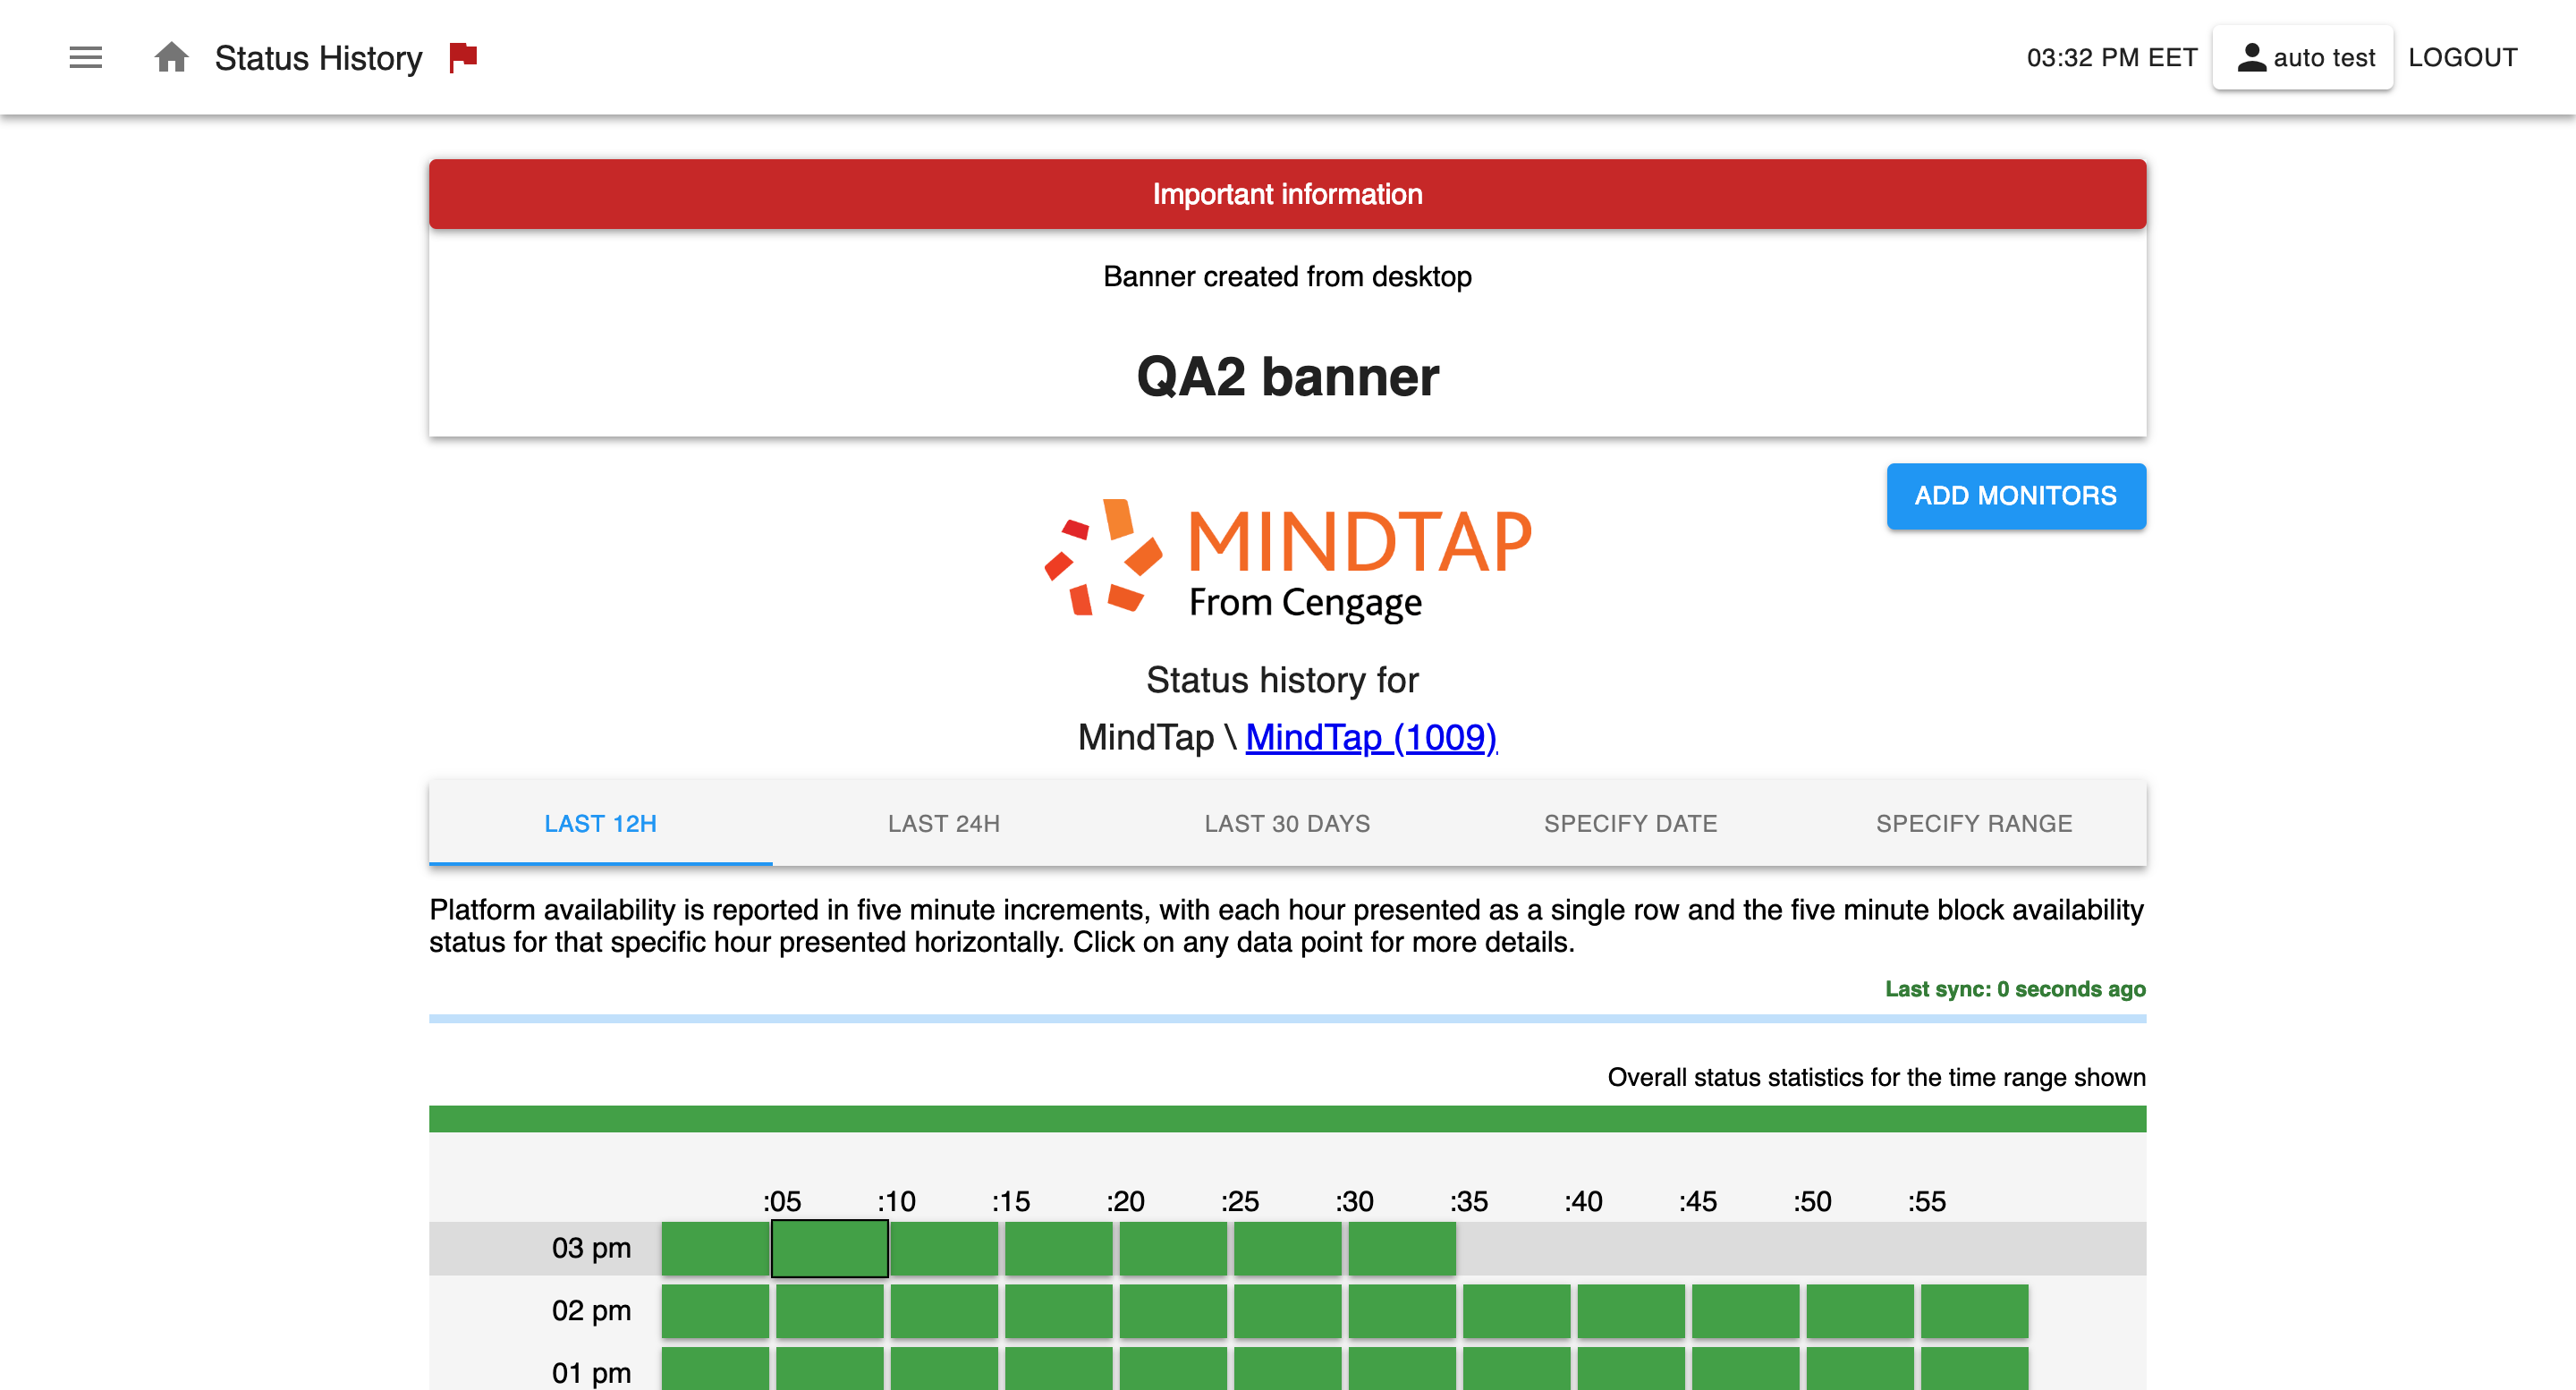 Status History
03:32 PM EET
auto test
LOGOUT
Important information
Banner created from desktop
QA2 banner
ADD MONITORS
MINDTAP
From Cengage
Status history for
MindTap \ MindTap (1009)
LAST 12H
LAST 24H
LAST 30 DAYS
SPECIFY DATE
SPECIFY RANGE
Platform availability is reported in five minute increments, with each hour presented as a single row and the five minute block availability
status for that specific hour presented horizontally. Click on any data point for more details.
Last sync: 0 seconds ago
Overall status statistics for the time range shown
:05 :10 :15 :20 :25 :30 :35 :40 :45 :50 :55
03 pm
02 pm
01 pm